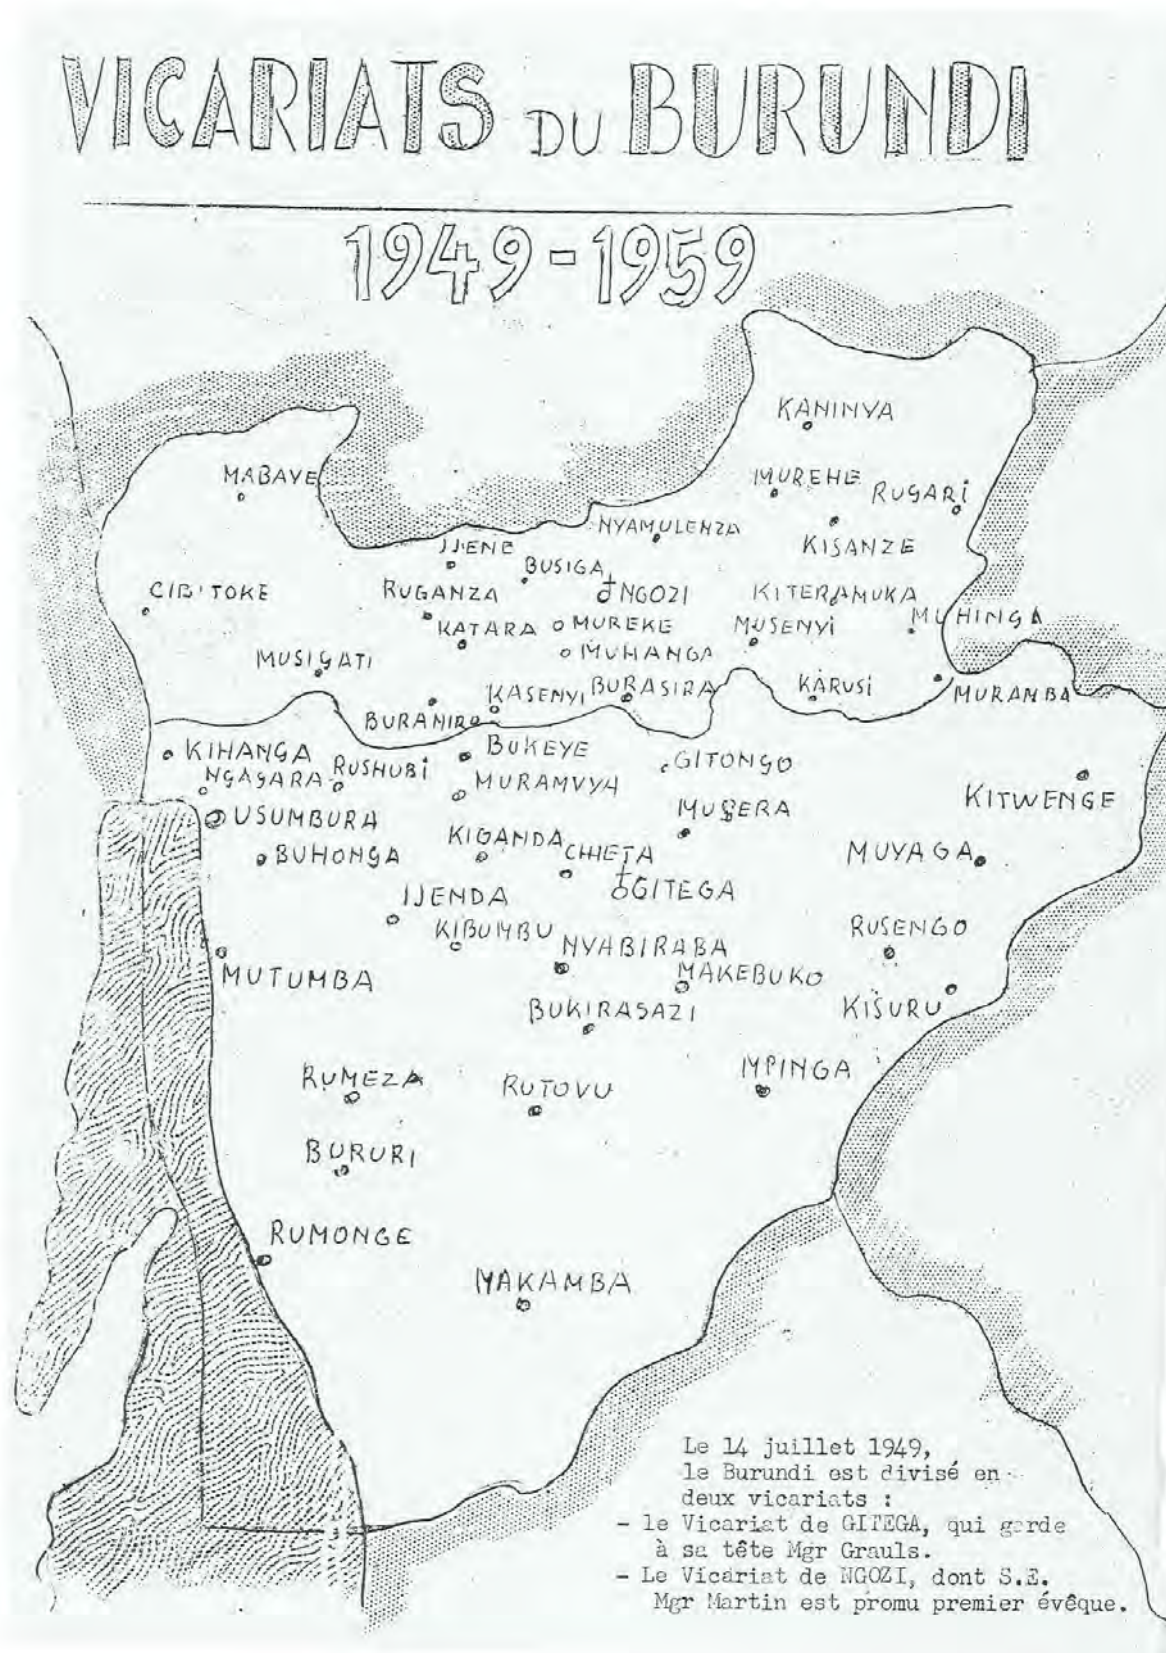 VICARIATS DU BURUNDI
1949-1959
KANINYA
MABAYE
MUREHE
RUGARI
NYAMULENZA
KISANZE
IJENE
BUSIGA
CIBITOKE
RUGANZA
NGOZI
KITERAMUKA
KATARA
MUREKE
MUSENYI
MUHINGA
MUSIGATI
MUHANGA
KASENYI
BURASIRA
KARUSI
MURAMBA
BURANIRO
KIHANGA
RUSHUBI
BUKEYE
GITONGO
NGAGARA
MURAMVYA
KITWENGE
USUMBURA
MUGERA
BUHONGA
KIGANDA
MUYAGA
GITEGA
IJENDA
KIBUMBU
NYABIRABA
RUSENGO
MUTUMBA
MAKEBUKO
BUKIRASAZI
KISURU
RUMEZA
RUTOVU
MPINGA
BURURI
RUMONGE
MAKAMBA
Le 14 juillet 1949,
le Burundi est divisé en
deux vicariats :
- le Vicariat de GITEGA, qui garde
à sa tête Mgr Grauls.
- Le Vicariat de NGOZI, dont S.E.
Mgr Martin est promu premier évêque.